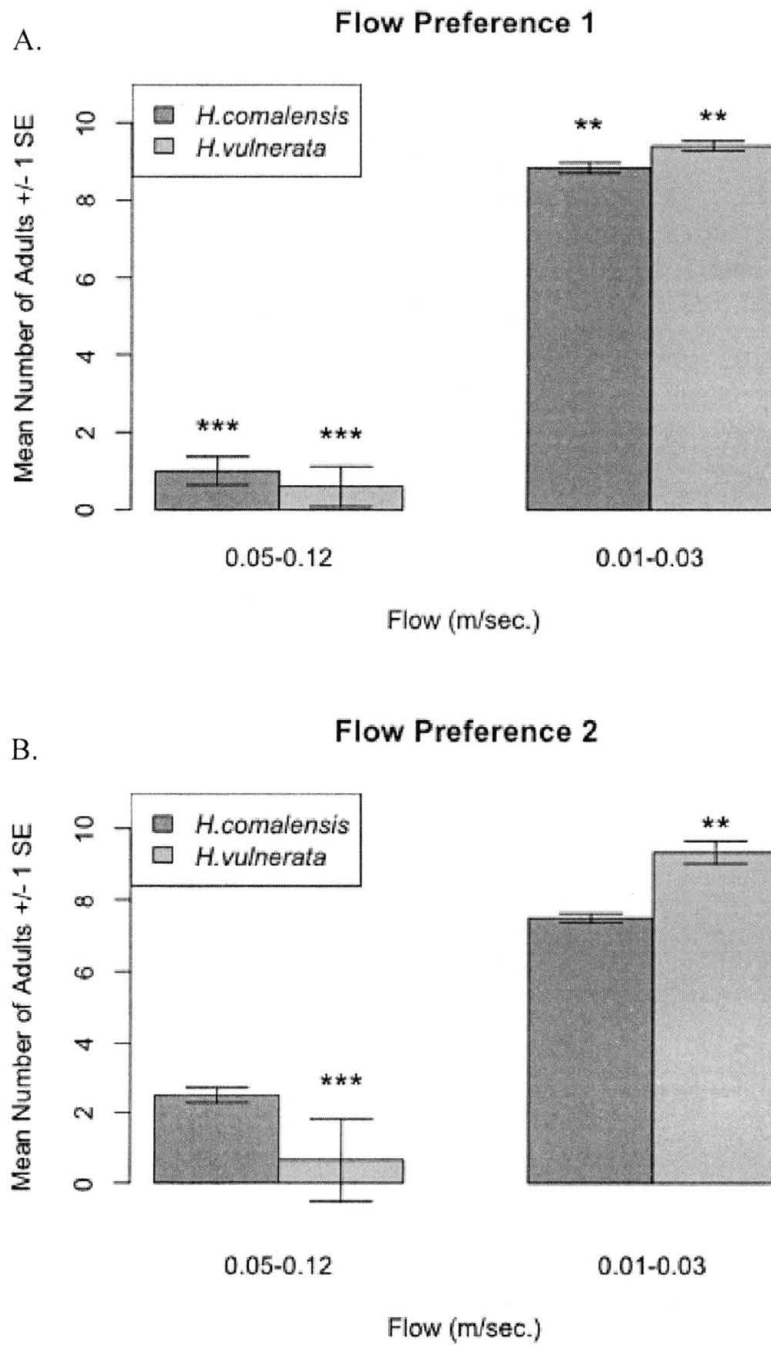 A.
Flow Preference 1
H.comalensis
H.vulnerata
Mean Number of Adults +/- 1 SE
0 2 4 6 8 10
*** *** ** **
0.05-0.12 0.01-0.03
Flow (m/sec.)
B.
Flow Preference 2
H.comalensis
H.vulnerata
Mean Number of Adults +/- 1 SE
0 2 4 6 8 10
*** **
0.05-0.12 0.01-0.03
Flow (m/sec.)